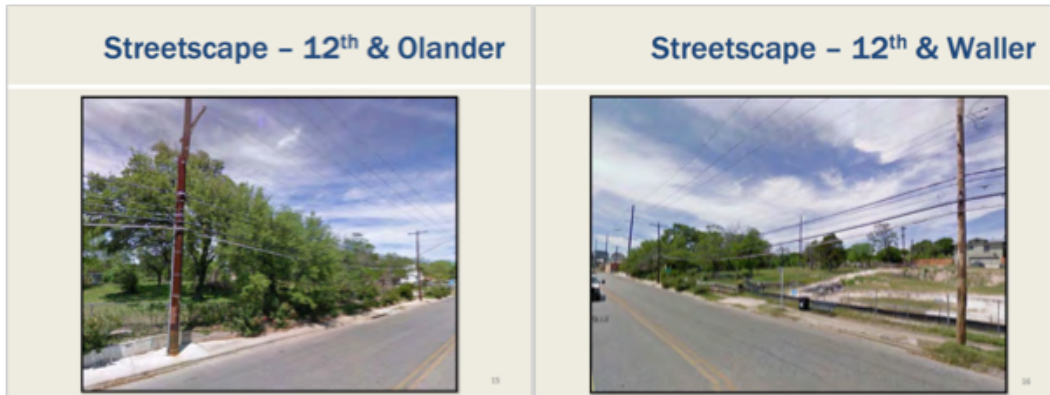 Streetscape – 12th & Olander
15
Streetscape – 12th & Waller
16